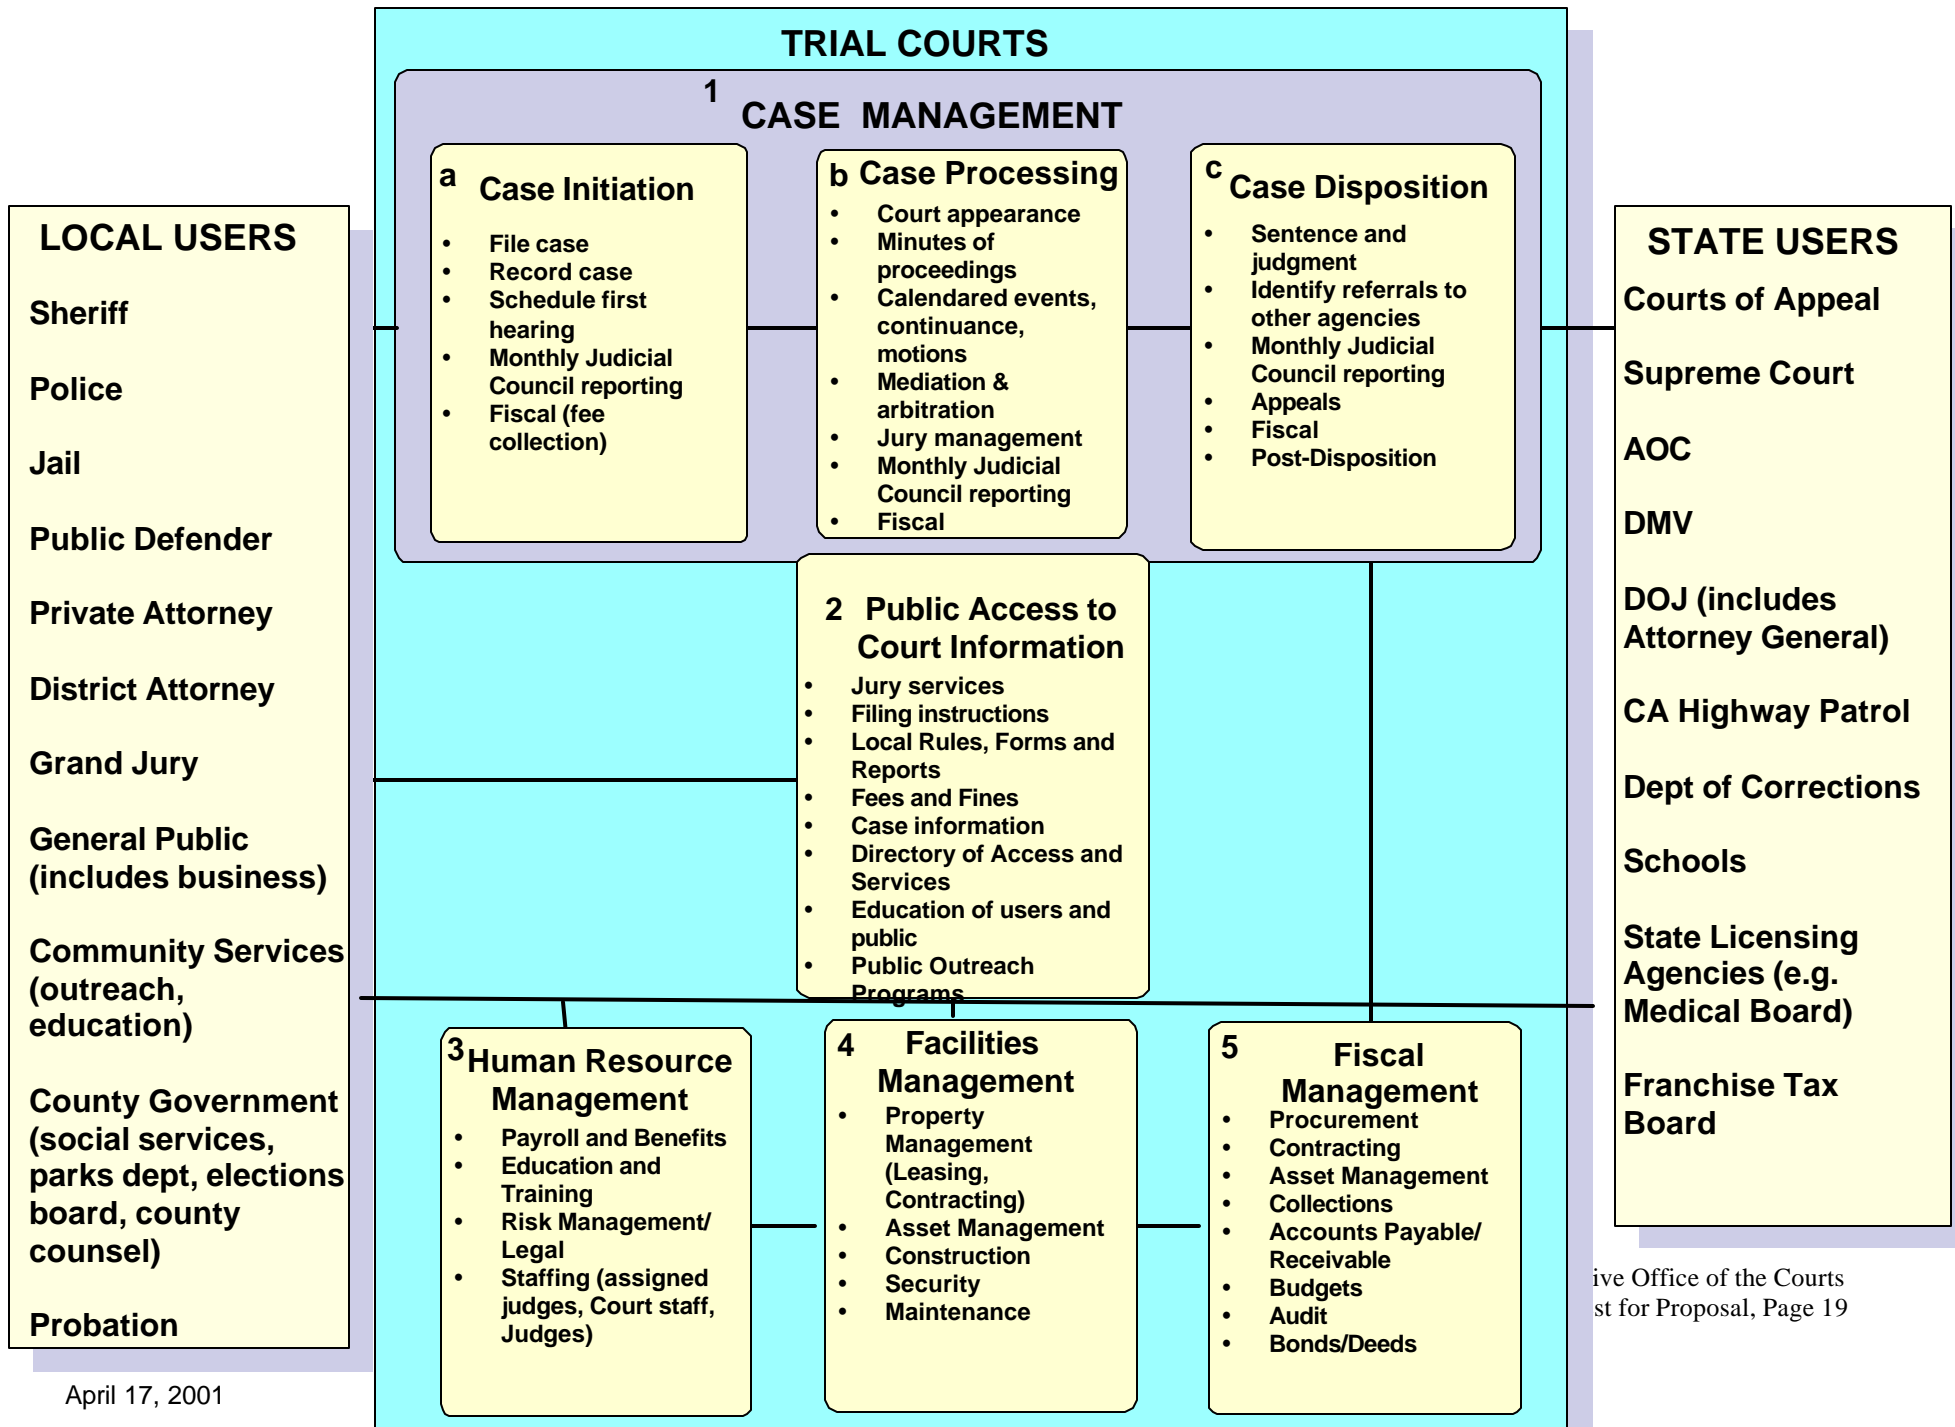 TRIAL COURTS
1
CASE MANAGEMENT
a
Case Initiation
• File case
• Record case
• Schedule first
hearing
• Monthly Judicial
Council reporting
• Fiscal (fee
collection)
b Case Processing
• Court appearance
• Minutes of
proceedings
• Calendared events,
continuance,
motions
• Mediation &
arbitration
• Jury management
• Monthly Judicial
Council reporting
• Fiscal
c
Case Disposition
• Sentence and
judgment
• Identify referrals to
other agencies
• Monthly Judicial
Council reporting
• Appeals
• Fiscal
• Post-Disposition
LOCAL USERS
Sheriff
Police
Jail
Public Defender
Private Attorney
District Attorney
Grand Jury
General Public
(includes business)
Community Services
(outreach,
education)
County Government
(social services,
parks dept, elections
board, county
counsel)
Probation
2 Public Access to
Court Information
• Jury services
• Filing instructions
• Local Rules, Forms and
Reports
• Fees and Fines
• Case information
• Directory of Access and
Services
• Education of users and
public
• Public Outreach
Programs
STATE USERS
Courts of Appeal
Supreme Court
AOC
DMV
DOJ (includes
Attorney General)
CA Highway Patrol
Dept of Corrections
Schools
State Licensing
Agencies (e.g.
Medical Board)
Franchise Tax
Board
3 Human Resource
Management
• Payroll and Benefits
• Education and
Training
• Risk Management/
Legal
• Staffing (assigned
judges, Court staff,
Judges)
4 Facilities
Management
• Property
Management
(Leasing,
Contracting)
• Asset Management
• Construction
• Security
• Maintenance
5 Fiscal
Management
• Procurement
• Contracting
• Asset Management
• Collections
• Accounts Payable/
Receivable
• Budgets
• Audit
• Bonds/Deeds
ive Office of the Courts
st for Proposal, Page 19
April 17, 2001